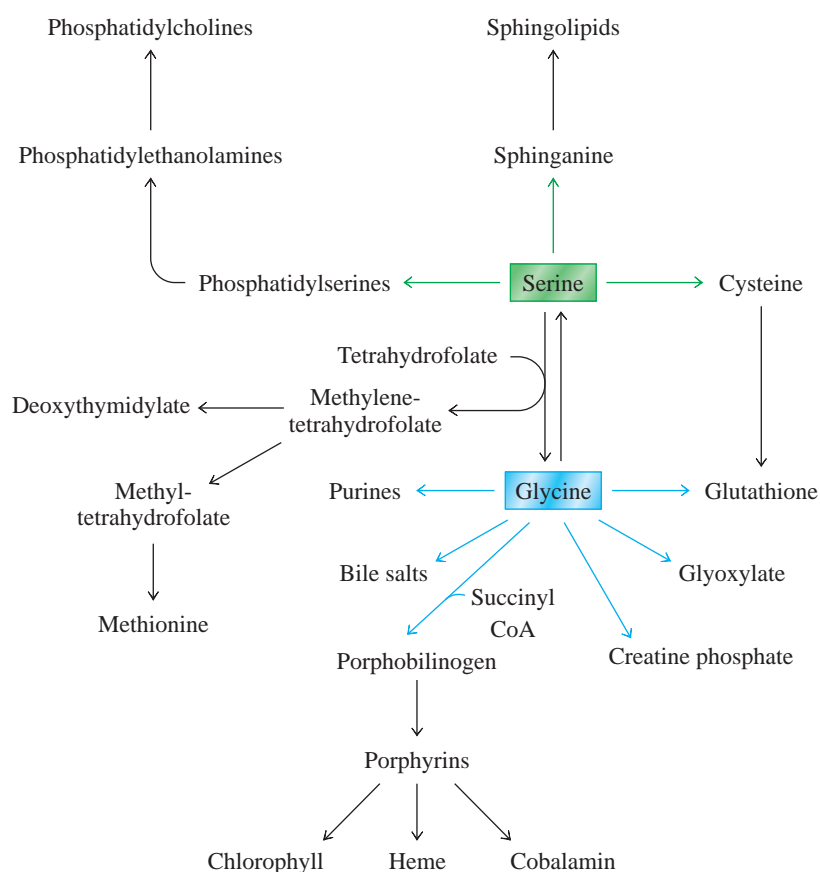 Phosphatidylcholines
Sphingolipids
Phosphatidylethanolamines
Sphinganine
Phosphatidylserines
Serine
Cysteine
Tetrahydrofolate
Deoxythymidylate
Methylene-
tetrahydrofolate
Methyl-
tetrahydrofolate
Purines
Glycine
Glutathione
Bile salts
Glyoxylate
Succinyl
CoA
Methionine
Porphobilinogen
Creatine phosphate
Porphyrins
Chlorophyll
Heme
Cobalamin